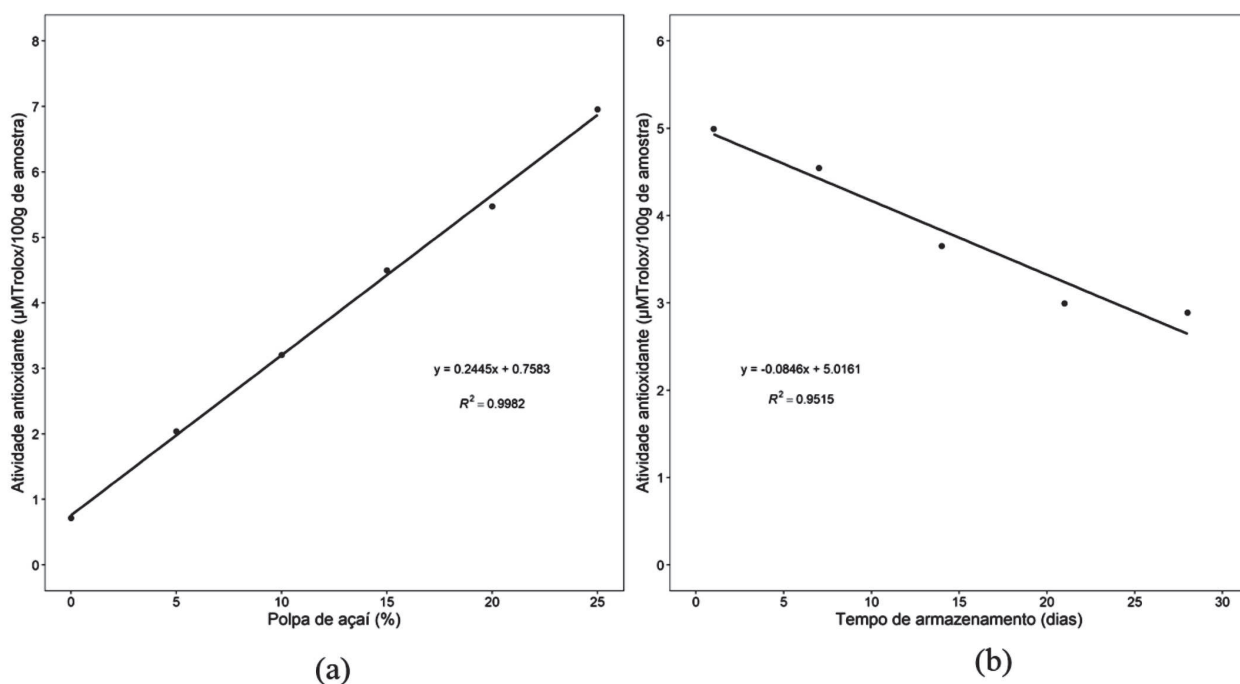 Atividade antioxidante (μMTrolox/100g de amostra)
8
7
6
5
4
3
2
1
0
y = 0.2445x + 0.7583
R² = 0.9982
0 5 10 15 20 25
Polpa de açaí (%)
(a)
Atividade antioxidante (μMTrolox/100g de amostra)
6
5
4
3
2
1
0
y = -0.0846x + 5.0161
R² = 0.9515
0 5 10 15 20 25 30
Tempo de armazenamento (dias)
(b)